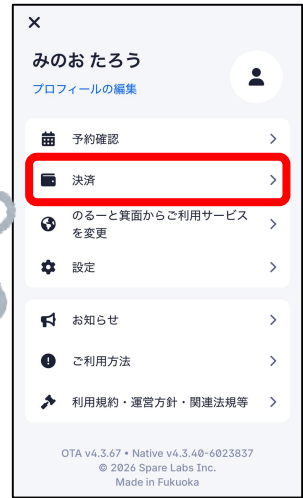 みのお たろう
プロフィールの編集
予約確認
決済
のるーと箕面からご利用サービス
を変更
設定
お知らせ
ご利用方法
利用規約・運営方針・関連法規等
OTA v4.3.67 • Native v4.3.40-6023837
© 2026 Spare Labs Inc.
Made in Fukuoka